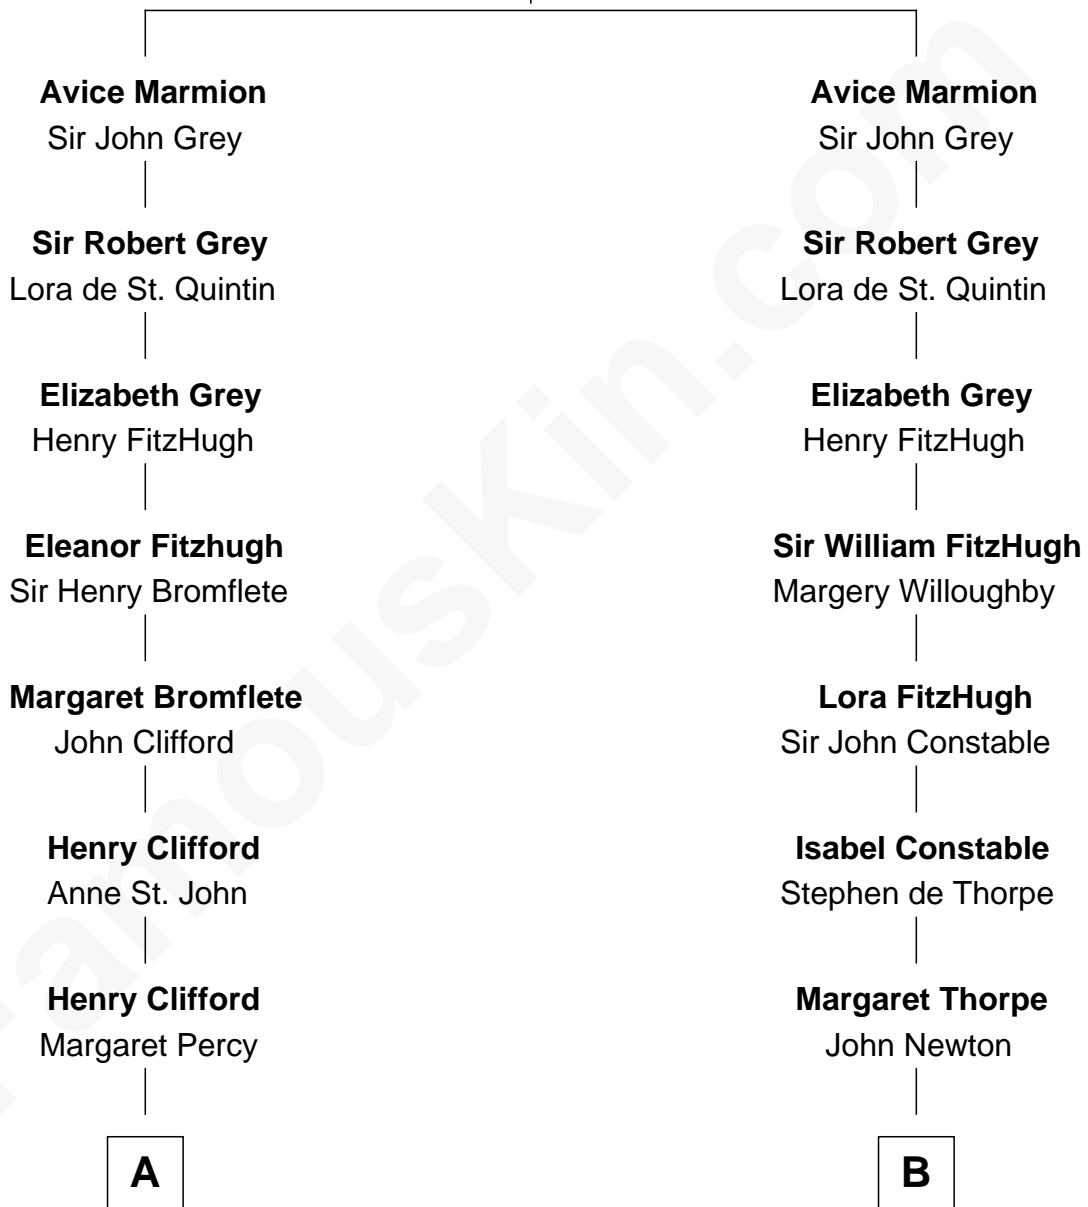 Avice Marmion
Sir John Grey
Sir Robert Grey
Lora de St. Quintin
Elizabeth Grey
Henry FitzHugh
Eleanor Fitzhugh
Sir Henry Bromflete
Margaret Bromflete
John Clifford
Henry Clifford
Anne St. John
Henry Clifford
Margaret Percy
A
Avice Marmion
Sir John Grey
Sir Robert Grey
Lora de St. Quintin
Elizabeth Grey
Henry FitzHugh
Sir William FitzHugh
Margery Willoughby
Lora FitzHugh
Sir John Constable
Isabel Constable
Stephen de Thorpe
Margaret Thorpe
John Newton
B
FamousKin.com